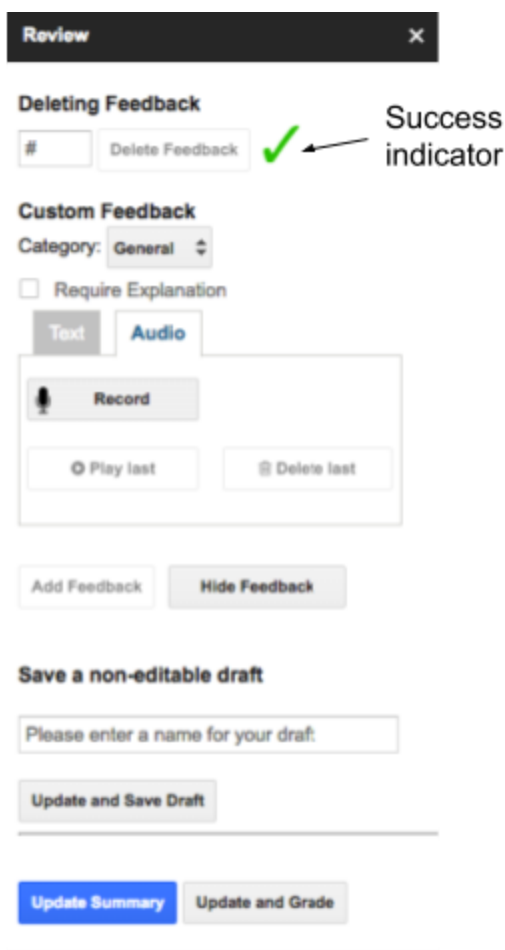 Review ×
Deleting Feedback
# Delete Feedback
Success
indicator
Custom Feedback
Category: General
Require Explanation
Text Audio
Record
Play last Delete last
Add Feedback Hide Feedback
Save a non-editable draft
Please enter a name for your draf:
Update and Save Draft
Update Summary Update and Grade